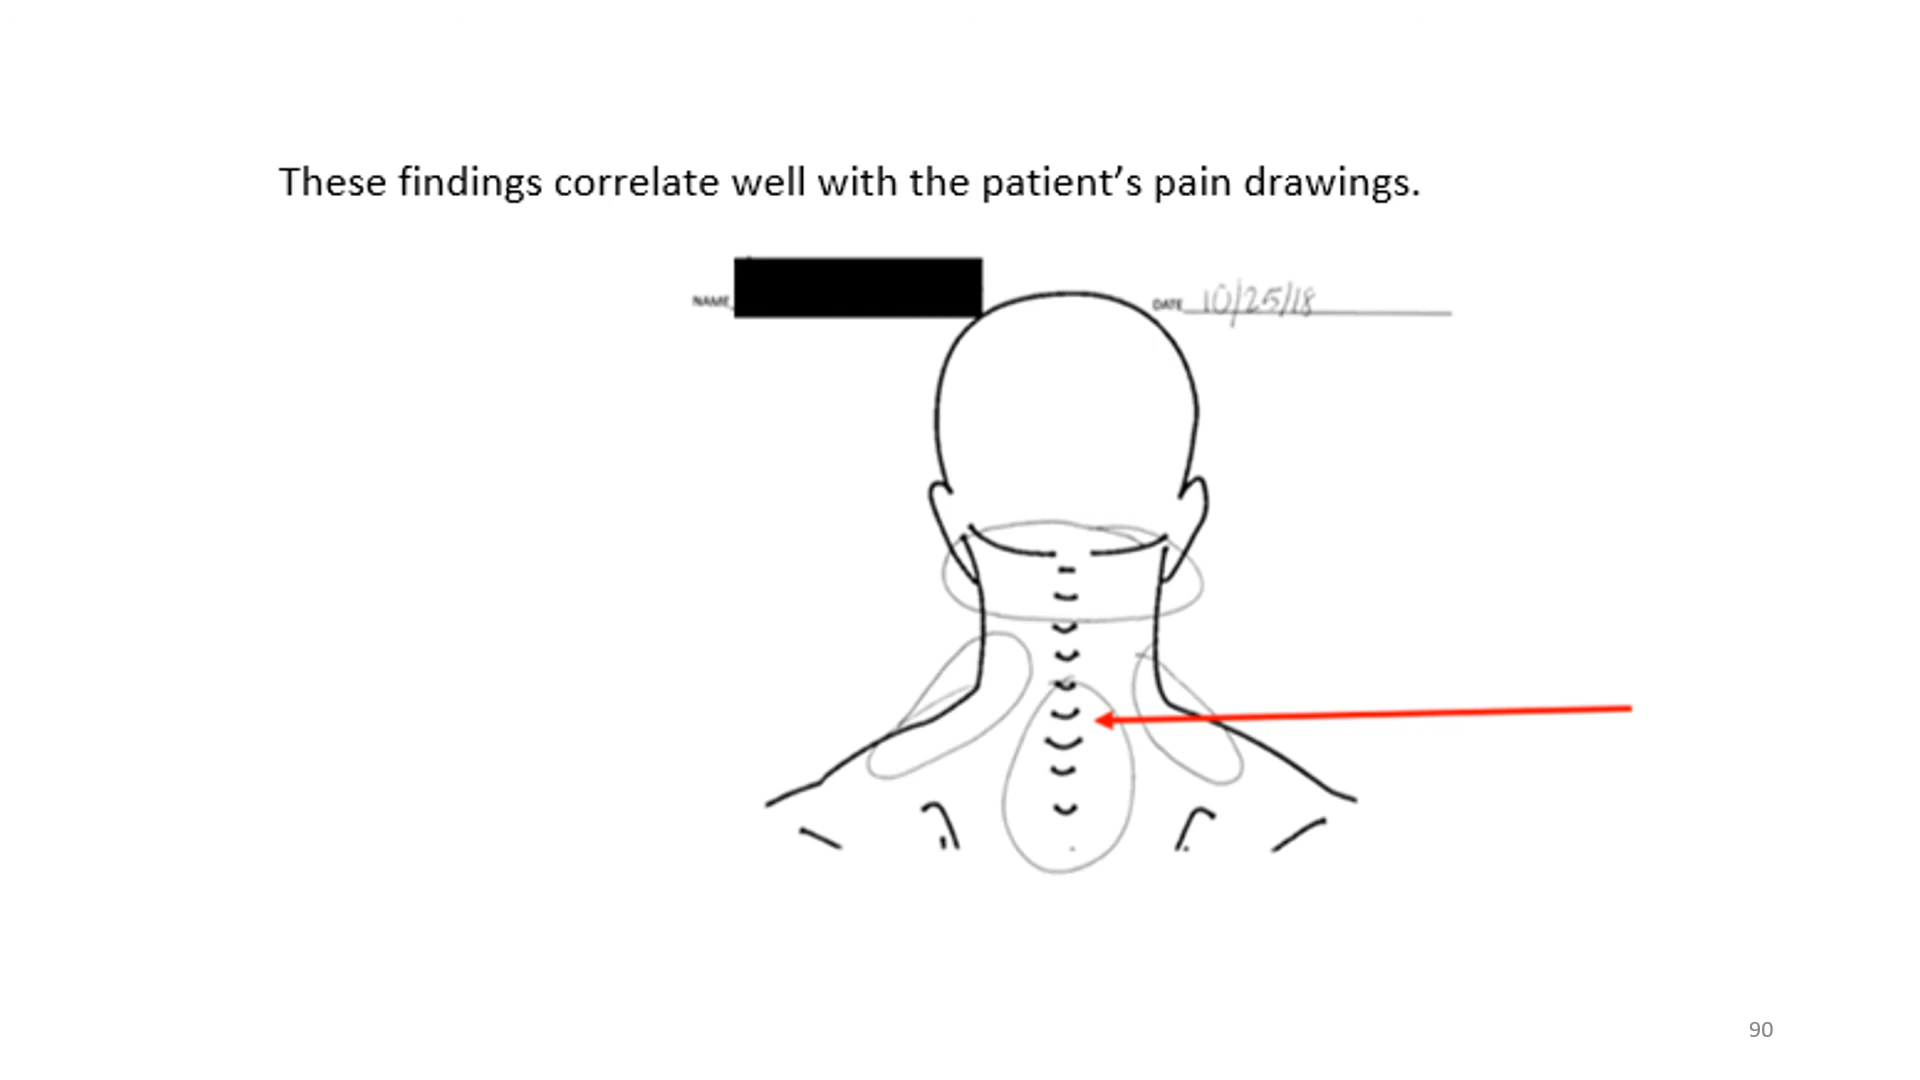 These findings correlate well with the patient’s pain drawings.
NAME
DATE 10/25/18
90